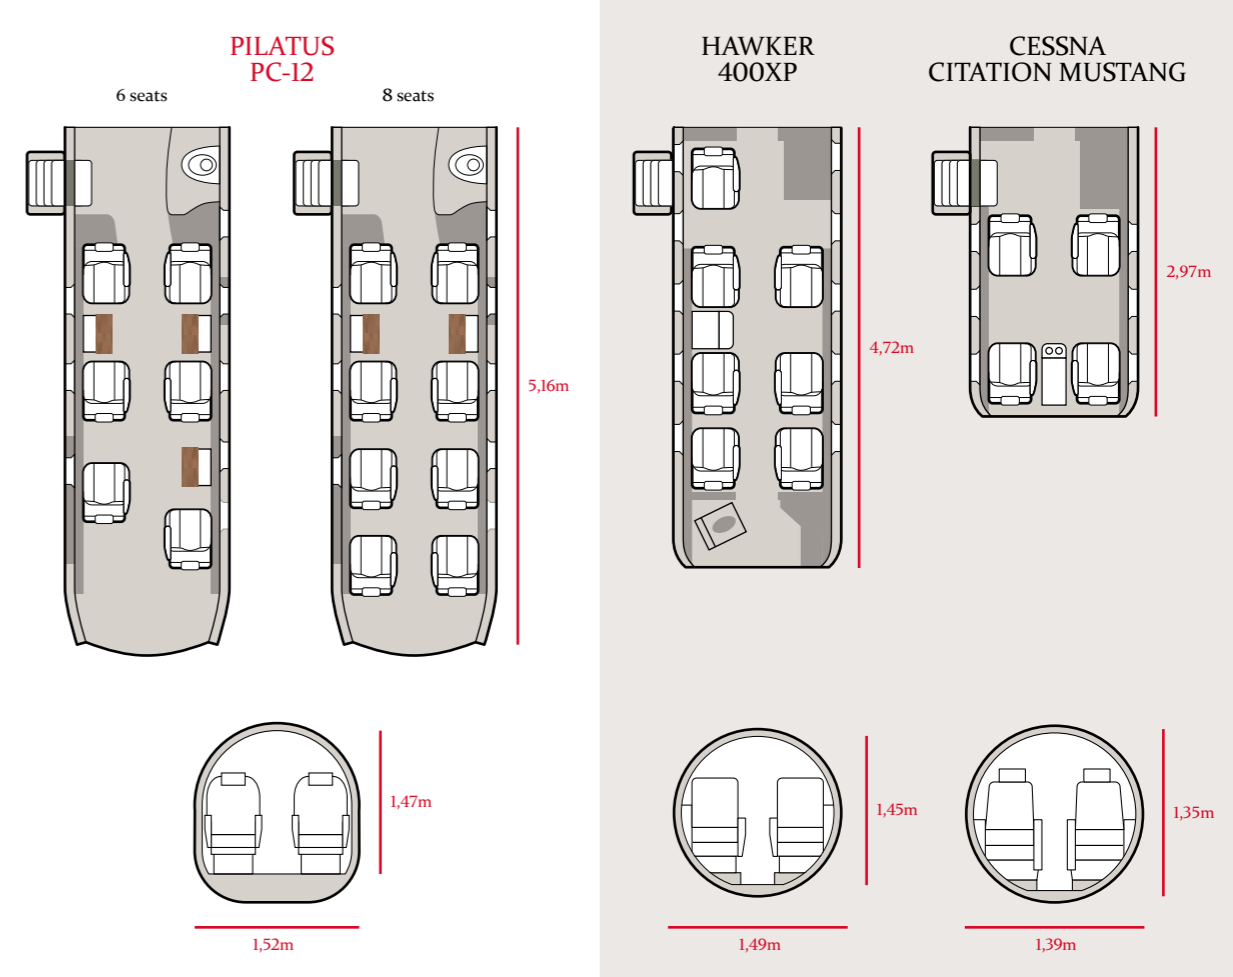 PILATUS
PC-12
6 seats
8 seats
5,16m
1,47m
1,52m
HAWKER
400XP
4,72m
1,45m
1,49m
CESSNA
CITATION MUSTANG
2,97m
1,35m
1,39m